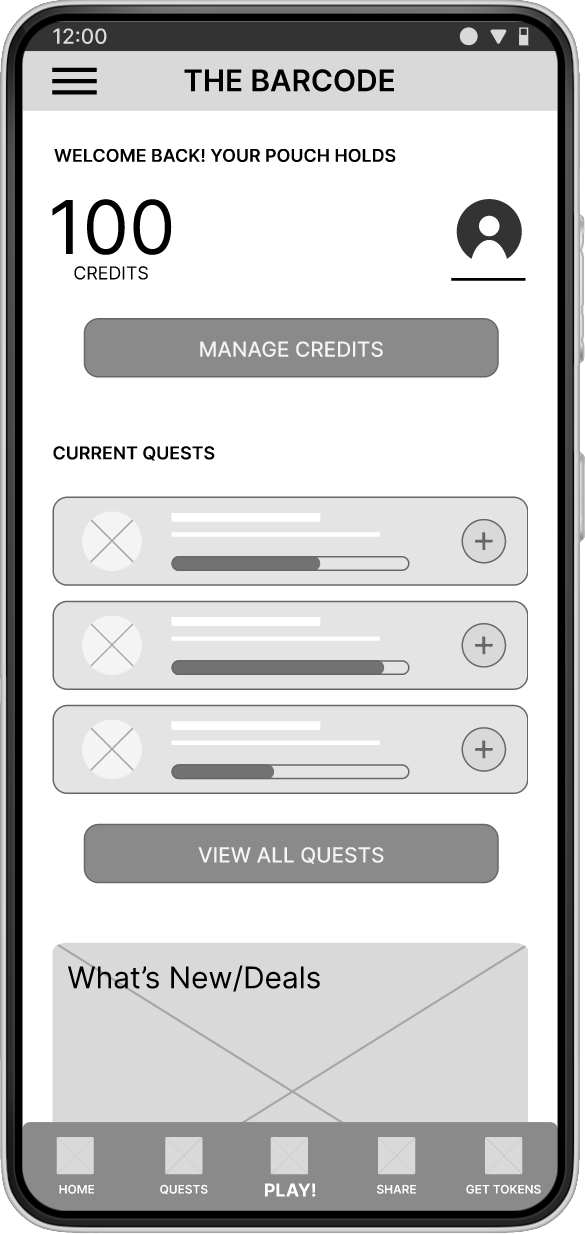 12:00
THE BARCODE
WELCOME BACK! YOUR POUCH HOLDS
100
CREDITS
MANAGE CREDITS
CURRENT QUESTS
VIEW ALL QUESTS
What’s New/Deals
HOME
QUESTS
PLAY!
SHARE
GET TOKENS